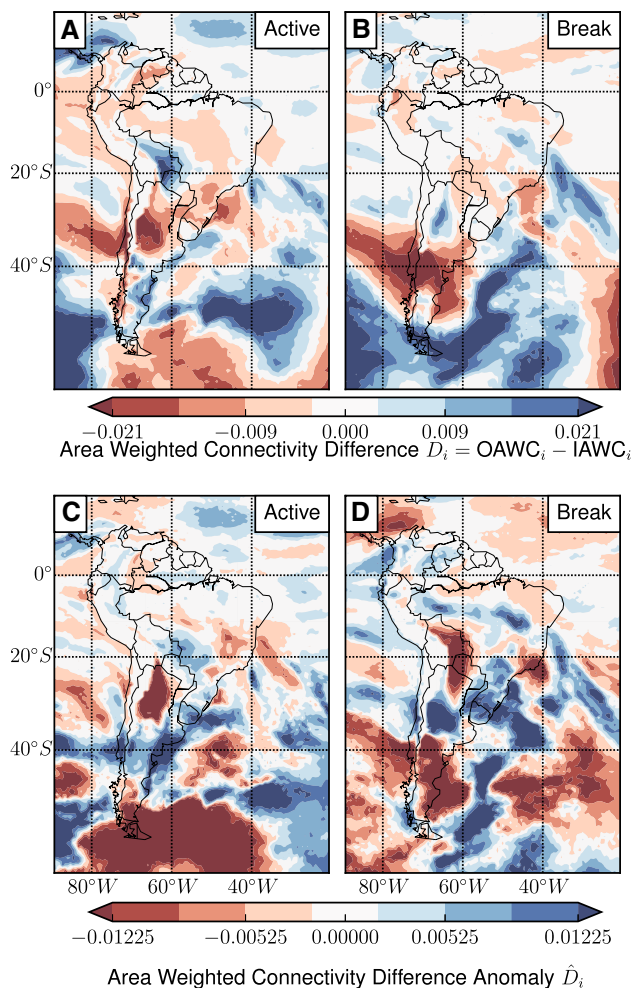 A Active B Break
0°
20°S
40°S
−0.021 −0.009 0.000 0.009 0.021
Area Weighted Connectivity Difference D_i = OAWC_i − IAWC_i
C Active D Break
0°
20°S
40°S
80°W 60°W 40°W 80°W 60°W 40°W
−0.01225 −0.00525 0.00000 0.00525 0.01225
Area Weighted Connectivity Difference Anomaly D̂_i